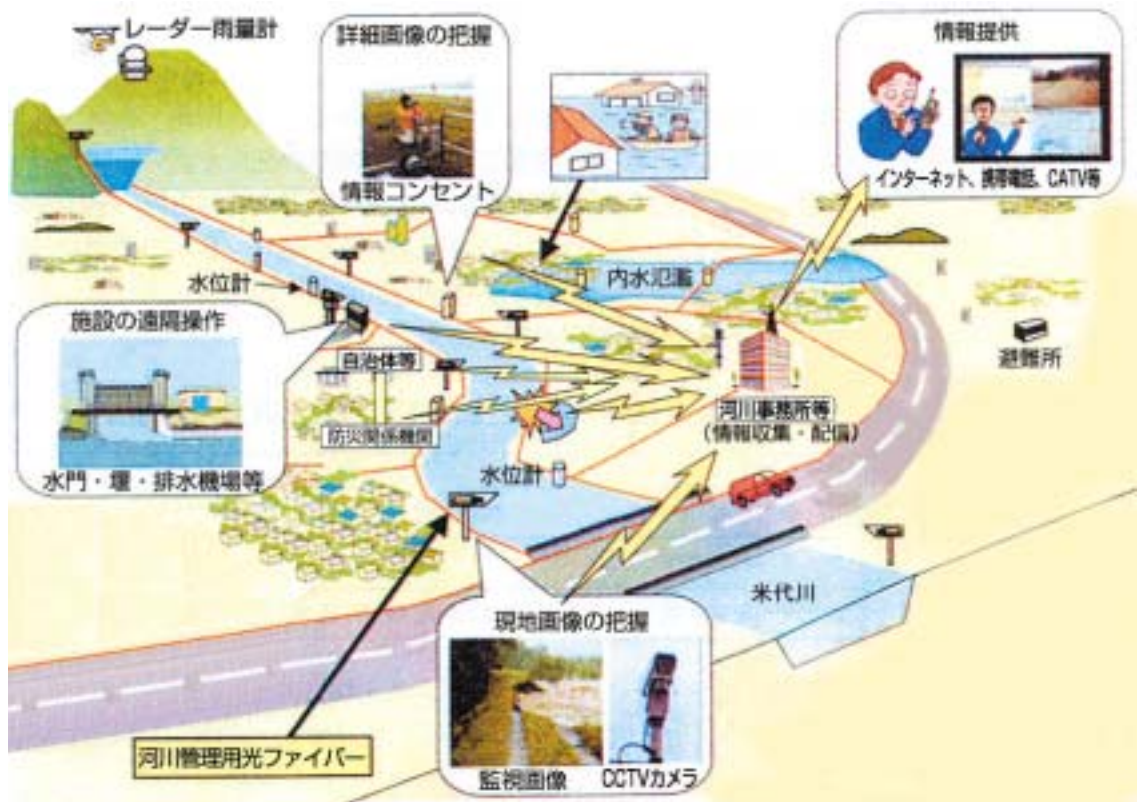 レーダー雨量計
詳細画像の把握
情報コンセント
情報提供
インターネット、携帯電話、CATV等
水位計
内水氾濫
施設の遠隔操作
水門・堰・排水機場等
自治体等
防災関係機関
避難所
河川事務所等
(情報収集・配信)
水位計
米代川
現地画像の把握
監視画像
CCTVカメラ
河川管理用光ファイバー